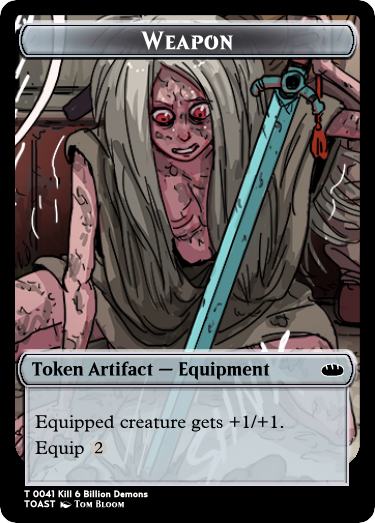 Weapon
Token Artifact — Equipment
Equipped creature gets +1/+1.
Equip 2
T 0041 Kill 6 Billion Demons
TOAST Tom Bloom